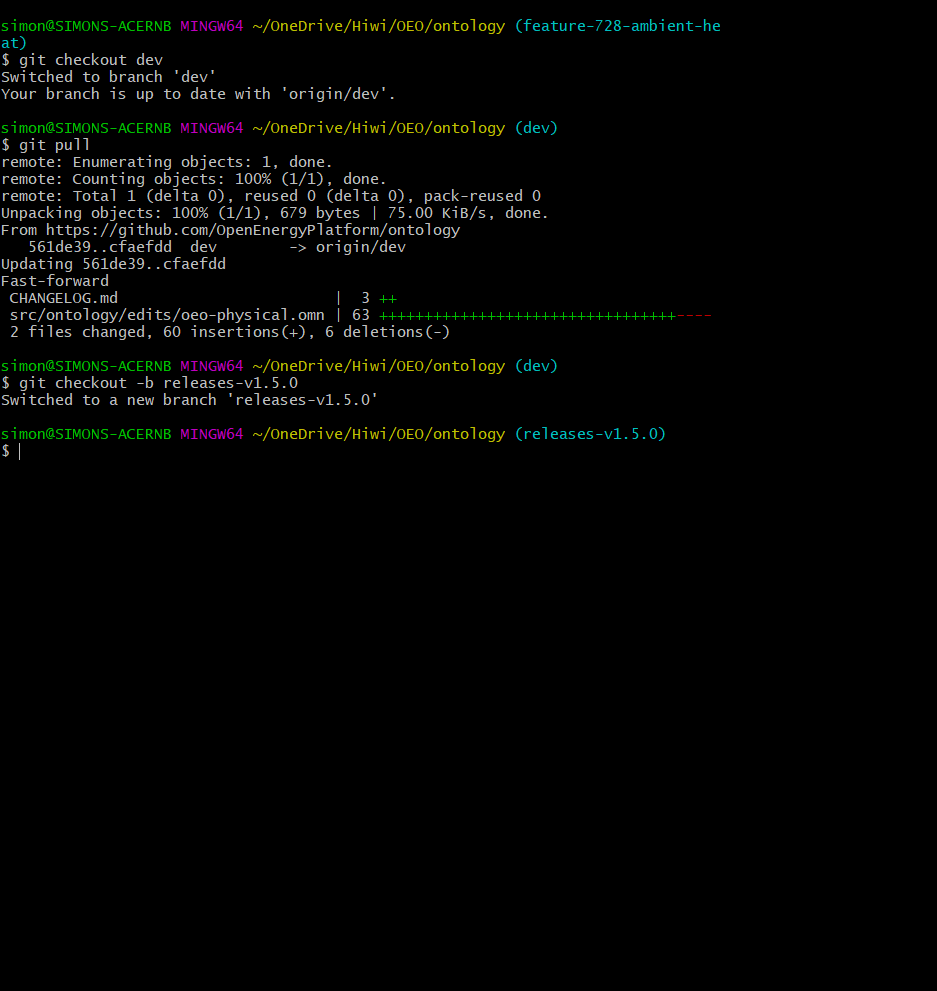 simon@SIMONS-ACERNB MINGW64 ~/OneDrive/Hiwi/OEO/ontology (feature-728-ambient-he
at)
$ git checkout dev
Switched to branch 'dev'
Your branch is up to date with 'origin/dev'.
simon@SIMONS-ACERNB MINGW64 ~/OneDrive/Hiwi/OEO/ontology (dev)
$ git pull
remote: Enumerating objects: 1, done.
remote: Counting objects: 100% (1/1), done.
remote: Total 1 (delta 0), reused 0 (delta 0), pack-reused 0
Unpacking objects: 100% (1/1), 679 bytes | 75.00 KiB/s, done.
From https://github.com/OpenEnergyPlatform/ontology
   561de39..cfaefdd  dev        -> origin/dev
Updating 561de39..cfaefdd
Fast-forward
 CHANGELOG.md                        |  3 ++
 src/ontology/edits/oeo-physical.omn | 63 +++++++++++++++++++++++++++++++++----
 2 files changed, 60 insertions(+), 6 deletions(-)
simon@SIMONS-ACERNB MINGW64 ~/OneDrive/Hiwi/OEO/ontology (dev)
$ git checkout -b releases-v1.5.0
Switched to a new branch 'releases-v1.5.0'
simon@SIMONS-ACERNB MINGW64 ~/OneDrive/Hiwi/OEO/ontology (releases-v1.5.0)
$